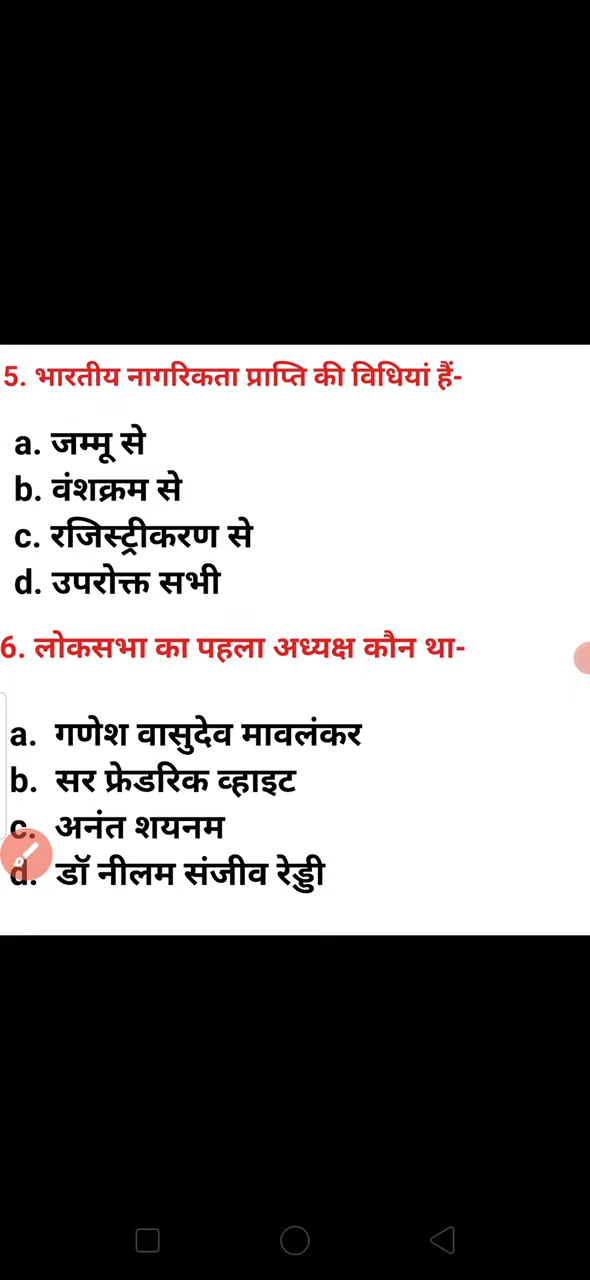 5. भारतीय नागरिकता प्राप्ति की विधियां हैं-
a. जम्मू से
b. वंशक्रम से
c. रजिस्ट्रीकरण से
d. उपरोक्त सभी
6. लोकसभा का पहला अध्यक्ष कौन था-
a. गणेश वासुदेव मावलंकर
b. सर फ्रेडरिक व्हाइट
c. अनंत शयनम
d. डॉ नीलम संजीव रेड्डी